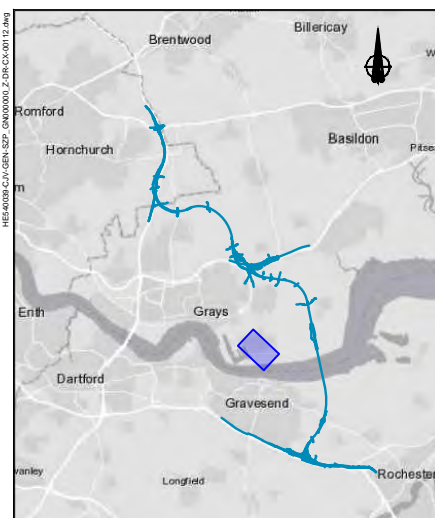 HE540039-CJV-GEN-SZP_GN000000_Z-DR-CX-00112.dwg
Billericay
Brentwood
Romford
Basildon
Hornchurch
Pitsea
Grays
Erith
Dartford
Gravesend
Longfield
Rochester